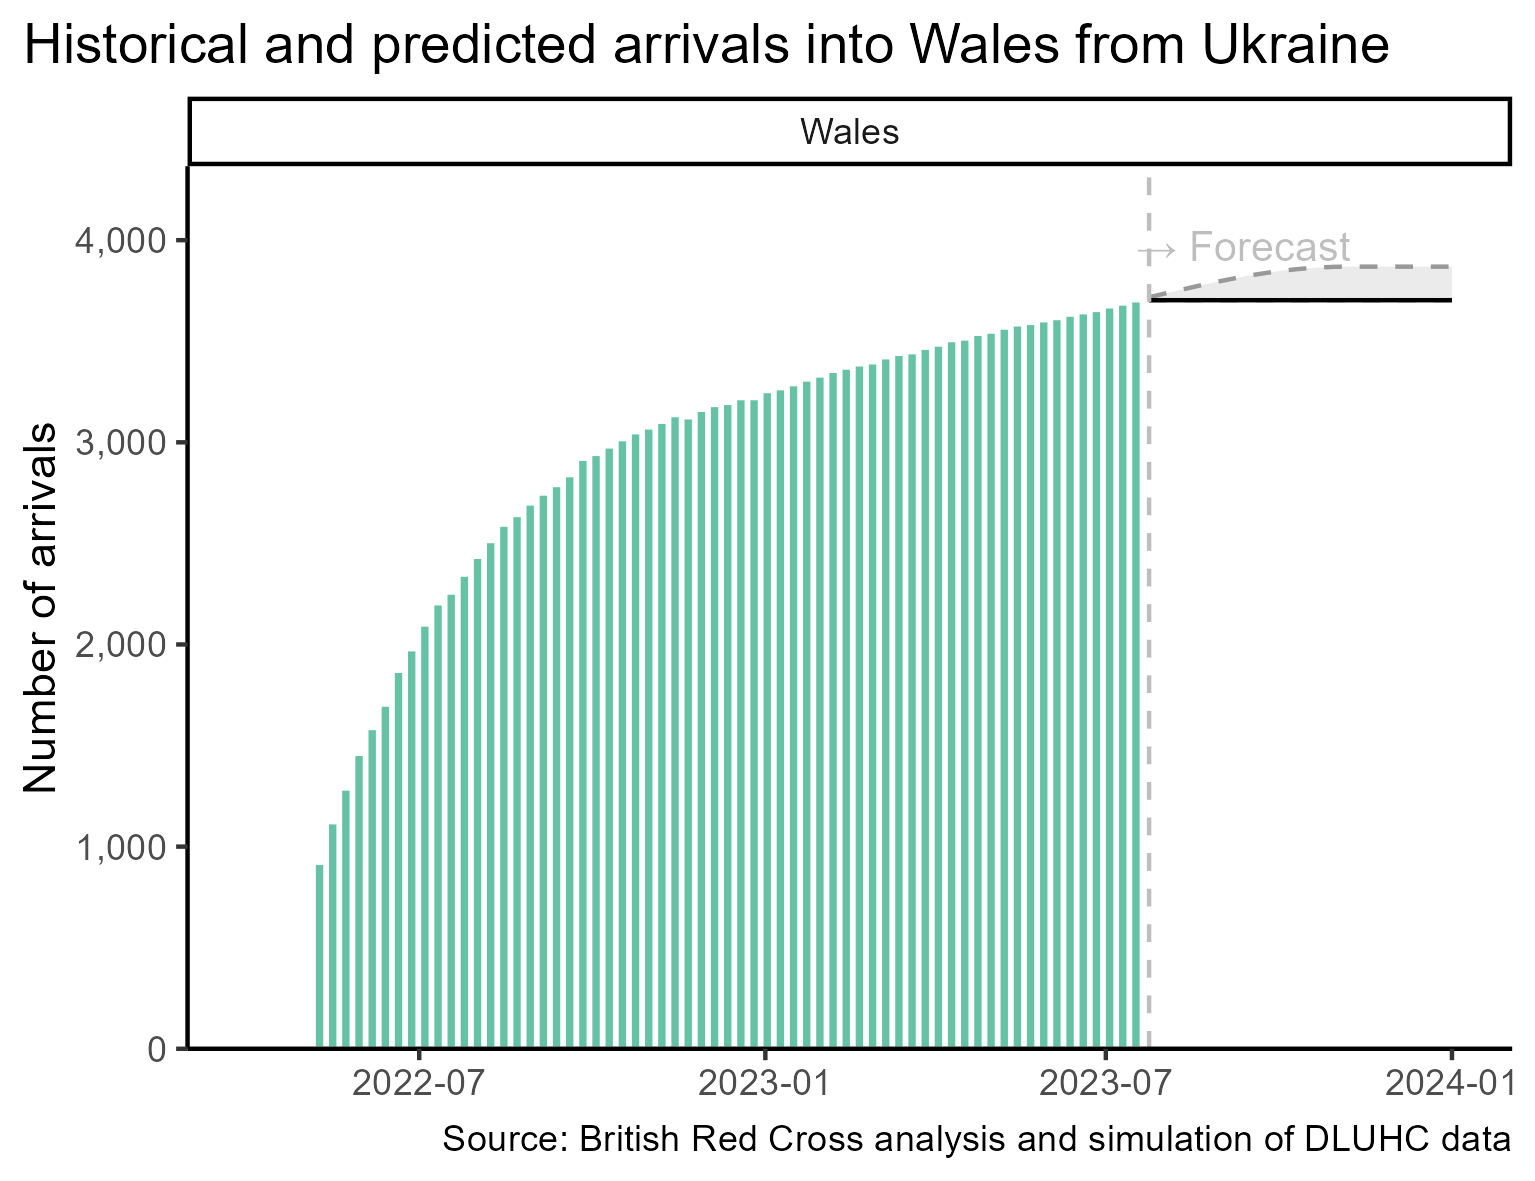 Historical and predicted arrivals into Wales from Ukraine
Wales
→ Forecast
Number of arrivals
4,000
3,000
2,000
1,000
0
2022-07
2023-01
2023-07
2024-01
Source: British Red Cross analysis and simulation of DLUHC data